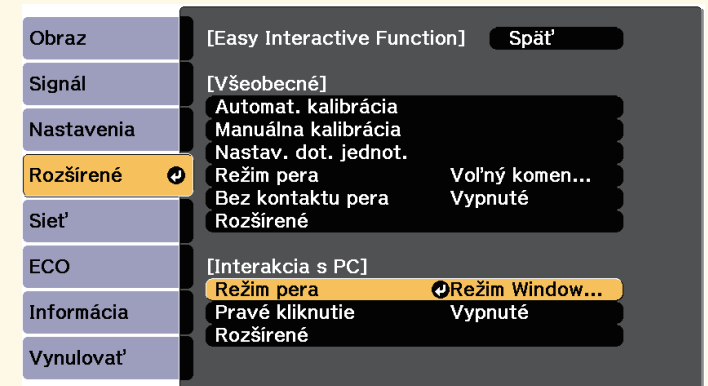 Obraz
Signál
Nastavenia
Rozšírené
Sieť
ECO
Informácia
Vynulovať
[Easy Interactive Function] Späť
[Všeobecné]
Automat. kalibrácia
Manuálna kalibrácia
Nastav. dot. jednot.
Režim pera Voľný komen...
Bez kontaktu pera Vypnuté
Rozšírené
[Interakcia s PC]
Režim pera Režim Window...
Pravé kliknutie Vypnuté
Rozšírené